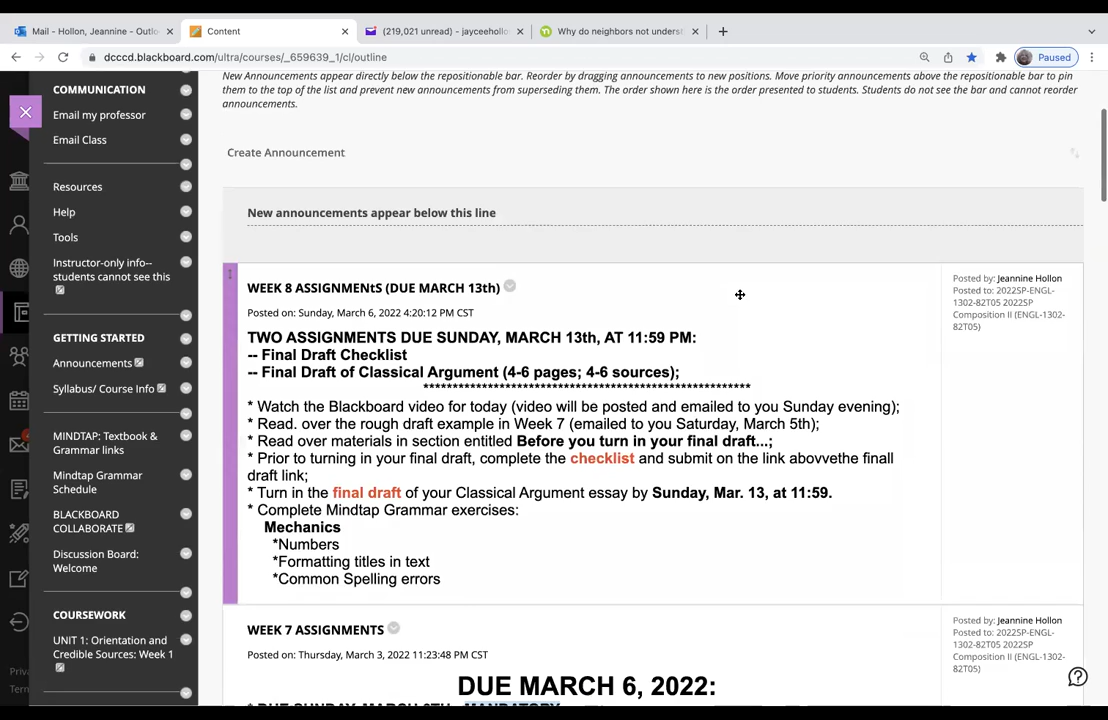 Mail - Hollon, Jeannine - Outlo
Content
(219,021 unread) - jayceehollo
Why do neighbors not underst
dcccd.blackboard.com/ultra/courses/_659639_1/cl/outline
Paused
COMMUNICATION
Email my professor
Email Class
Resources
Help
Tools
Instructor-only info--
students cannot see this
GETTING STARTED
Announcements
Syllabus/ Course Info
MINDTAP: Textbook &
Grammar links
Mindtap Grammar
Schedule
BLACKBOARD
COLLABORATE
Discussion Board:
Welcome
COURSEWORK
UNIT 1: Orientation and
Credible Sources: Week 1
Priva
Term
New Announcements appear directly below the repositionable bar. Reorder by dragging announcements to new positions. Move priority announcements above the repositionable bar to pin
them to the top of the list and prevent new announcements from superseding them. The order shown here is the order presented to students. Students do not see the bar and cannot reorder
announcements.
Create Announcement
New announcements appear below this line
WEEK 8 ASSIGNMENtS (DUE MARCH 13th)
Posted on: Sunday, March 6, 2022 4:20:12 PM CST
TWO ASSIGNMENTS DUE SUNDAY, MARCH 13th, AT 11:59 PM:
-- Final Draft Checklist
-- Final Draft of Classical Argument (4-6 pages; 4-6 sources);
*********************************************************
* Watch the Blackboard video for today (video will be posted and emailed to you Sunday evening);
* Read. over the rough draft example in Week 7 (emailed to you Saturday, March 5th);
* Read over materials in section entitled Before you turn in your final draft...;
* Prior to turning in your final draft, complete the checklist and submit on the link abovvethe finall
draft link;
* Turn in the final draft of your Classical Argument essay by Sunday, Mar. 13, at 11:59.
* Complete Mindtap Grammar exercises:
Mechanics
*Numbers
*Formatting titles in text
*Common Spelling errors
Posted by: Jeannine Hollon
Posted to: 2022SP-ENGL-
1302-82T05 2022SP
Composition II (ENGL-1302-
82T05)
WEEK 7 ASSIGNMENTS
Posted on: Thursday, March 3, 2022 11:23:48 PM CST
DUE MARCH 6, 2022:
* DUE SUNDAY, MARCH 6TH - MANDATORY
Posted by: Jeannine Hollon
Posted to: 2022SP-ENGL-
1302-82T05 2022SP
Composition II (ENGL-1302-
82T05)